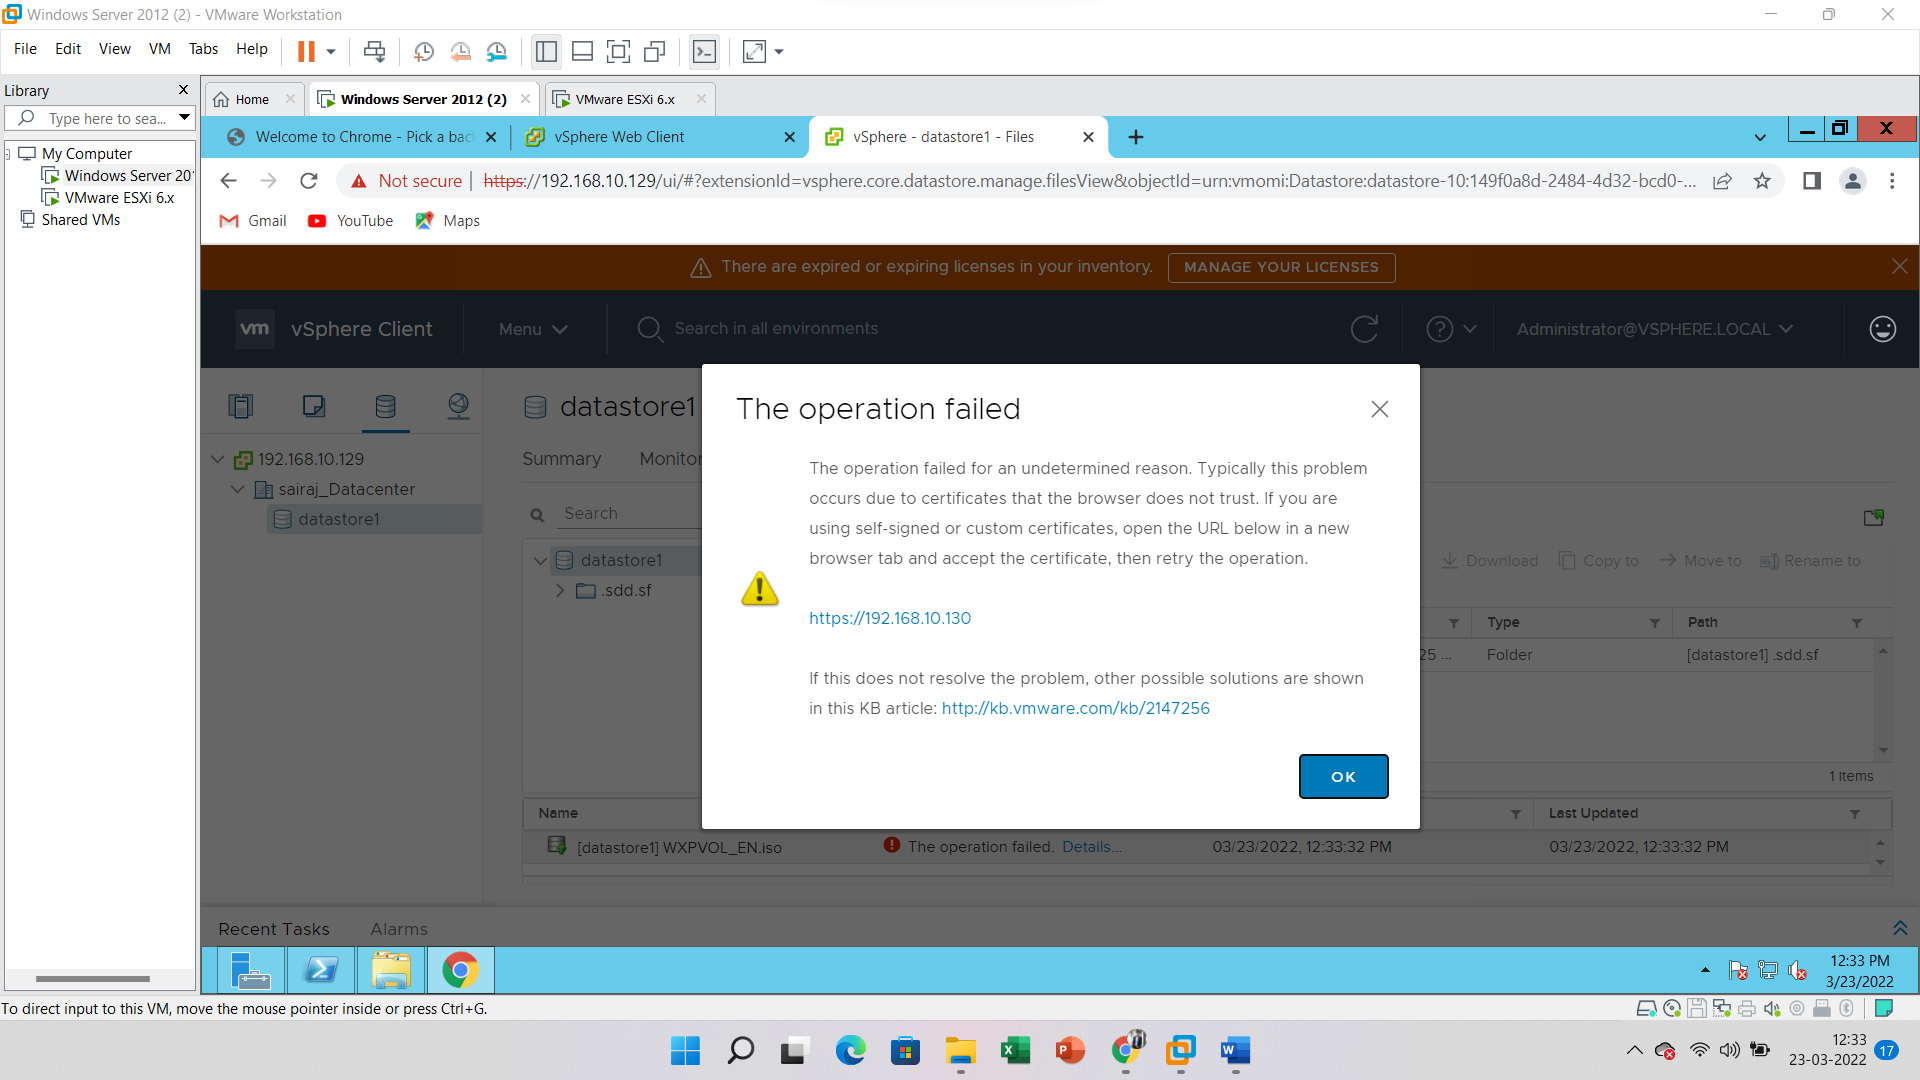 Windows Server 2012 (2) - VMware Workstation
File Edit View VM Tabs Help
Library
Type here to sea...
My Computer
Windows Server 20
VMware ESXi 6.x
Shared VMs
Home
Windows Server 2012 (2)
VMware ESXi 6.x
Welcome to Chrome - Pick a bac
vSphere Web Client
vSphere - datastore1 - Files
Not secure
https://192.168.10.129/ui/#?extensionId=vsphere.core.datastore.manage.filesView&objectId=urn:vmomi:Datastore:datastore-10:149f0a8d-2484-4d32-bcd0-...
Gmail
YouTube
Maps
There are expired or expiring licenses in your inventory.
MANAGE YOUR LICENSES
vm
vSphere Client
Menu
Search in all environments
Administrator@VSPHERE.LOCAL
192.168.10.129
sairaj_Datacenter
datastore1
datastore1
Summary
Monitor
Search
datastore1
.sdd.sf
Download
Copy to
Move to
Rename to
Type
Path
25 ...
Folder
[datastore1] .sdd.sf
1 items
The operation failed
The operation failed for an undetermined reason. Typically this problem
occurs due to certificates that the browser does not trust. If you are
using self-signed or custom certificates, open the URL below in a new
browser tab and accept the certificate, then retry the operation.
https://192.168.10.130
If this does not resolve the problem, other possible solutions are shown
in this KB article: http://kb.vmware.com/kb/2147256
OK
Name
Last Updated
[datastore1] WXPVOL_EN.iso
The operation failed. Details...
03/23/2022, 12:33:32 PM
03/23/2022, 12:33:32 PM
Recent Tasks
Alarms
12:33 PM
3/23/2022
To direct input to this VM, move the mouse pointer inside or press Ctrl+G.
12:33
23-03-2022
17